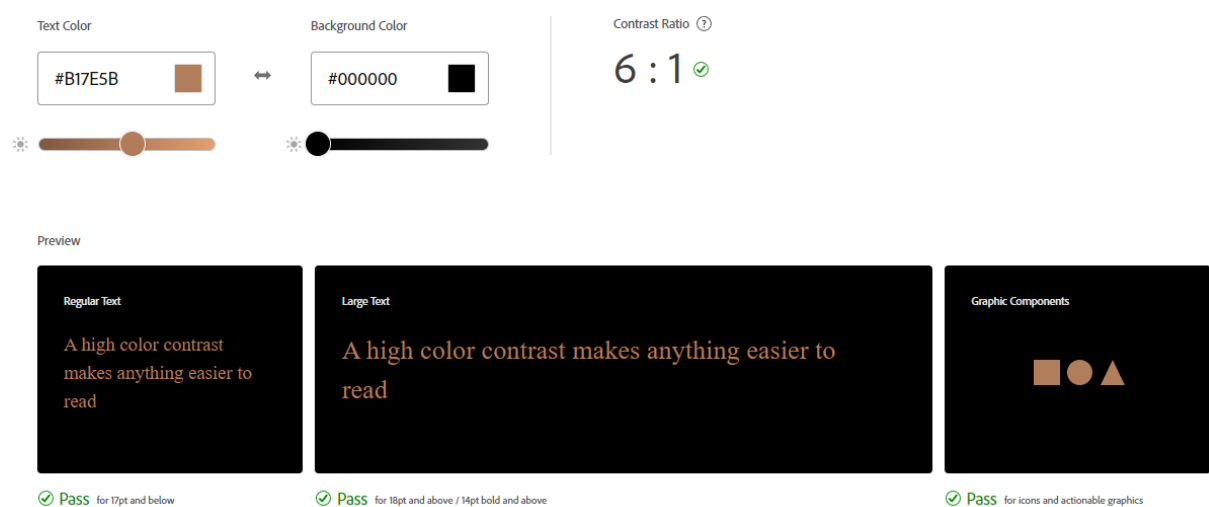 Text Color
Background Color
Contrast Ratio ?
#B17E5B
#000000
6 : 1
Preview
Regular Text
A high color contrast
makes anything easier to
read
Large Text
A high color contrast makes anything easier to
read
Graphic Components
Pass for 17pt and below
Pass for 18pt and above / 14pt bold and above
Pass for icons and actionable graphics